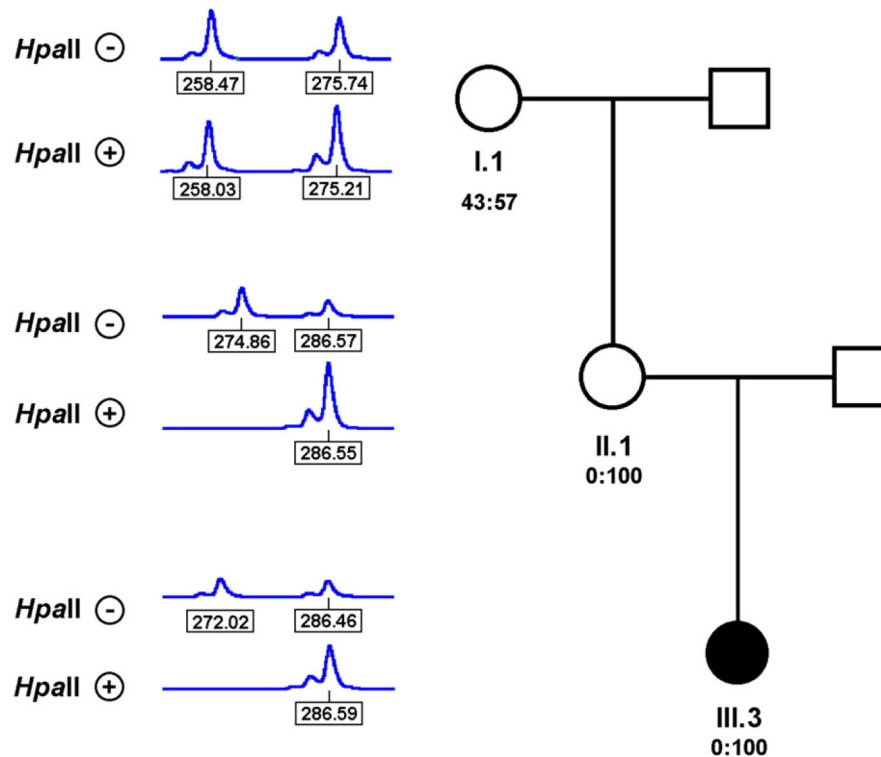 HpaII -
258.47 275.74
HpaII +
258.03 275.21
I.1
43:57
HpaII -
274.86 286.57
HpaII +
286.55
II.1
0:100
HpaII -
272.02 286.46
HpaII +
286.59
III.3
0:100